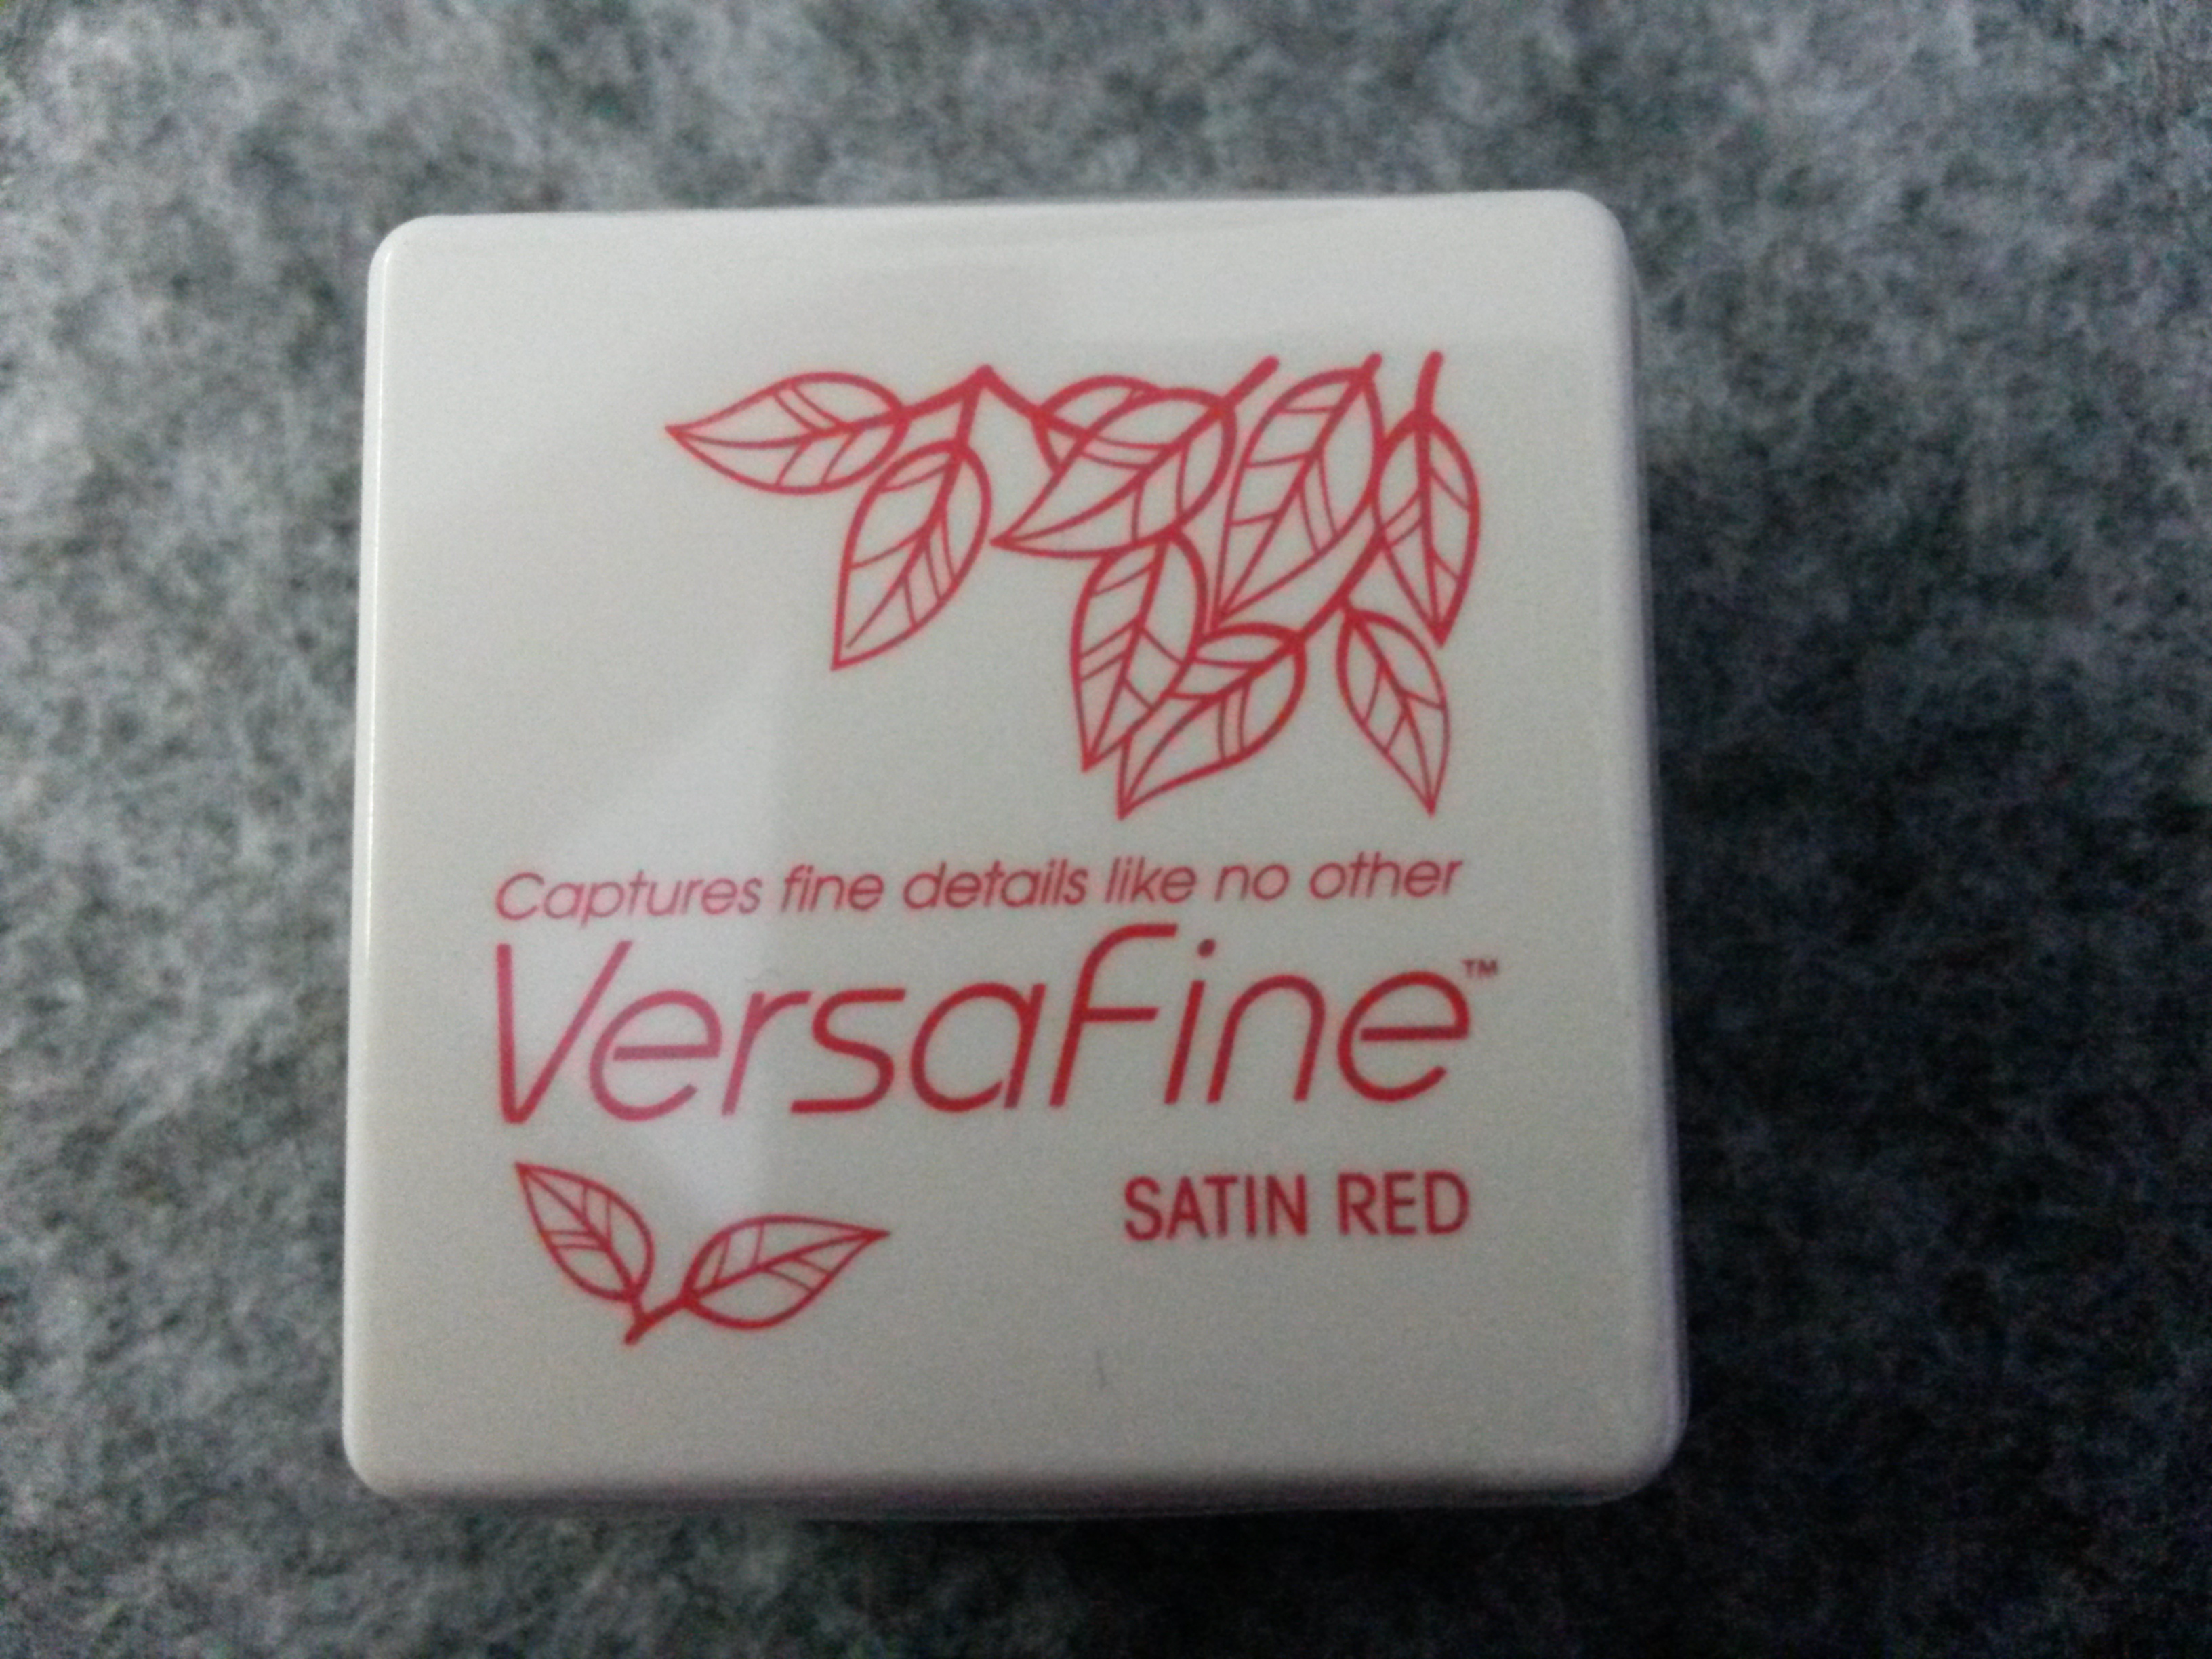 Captures fine details like no other
VersaFine™
SATIN RED